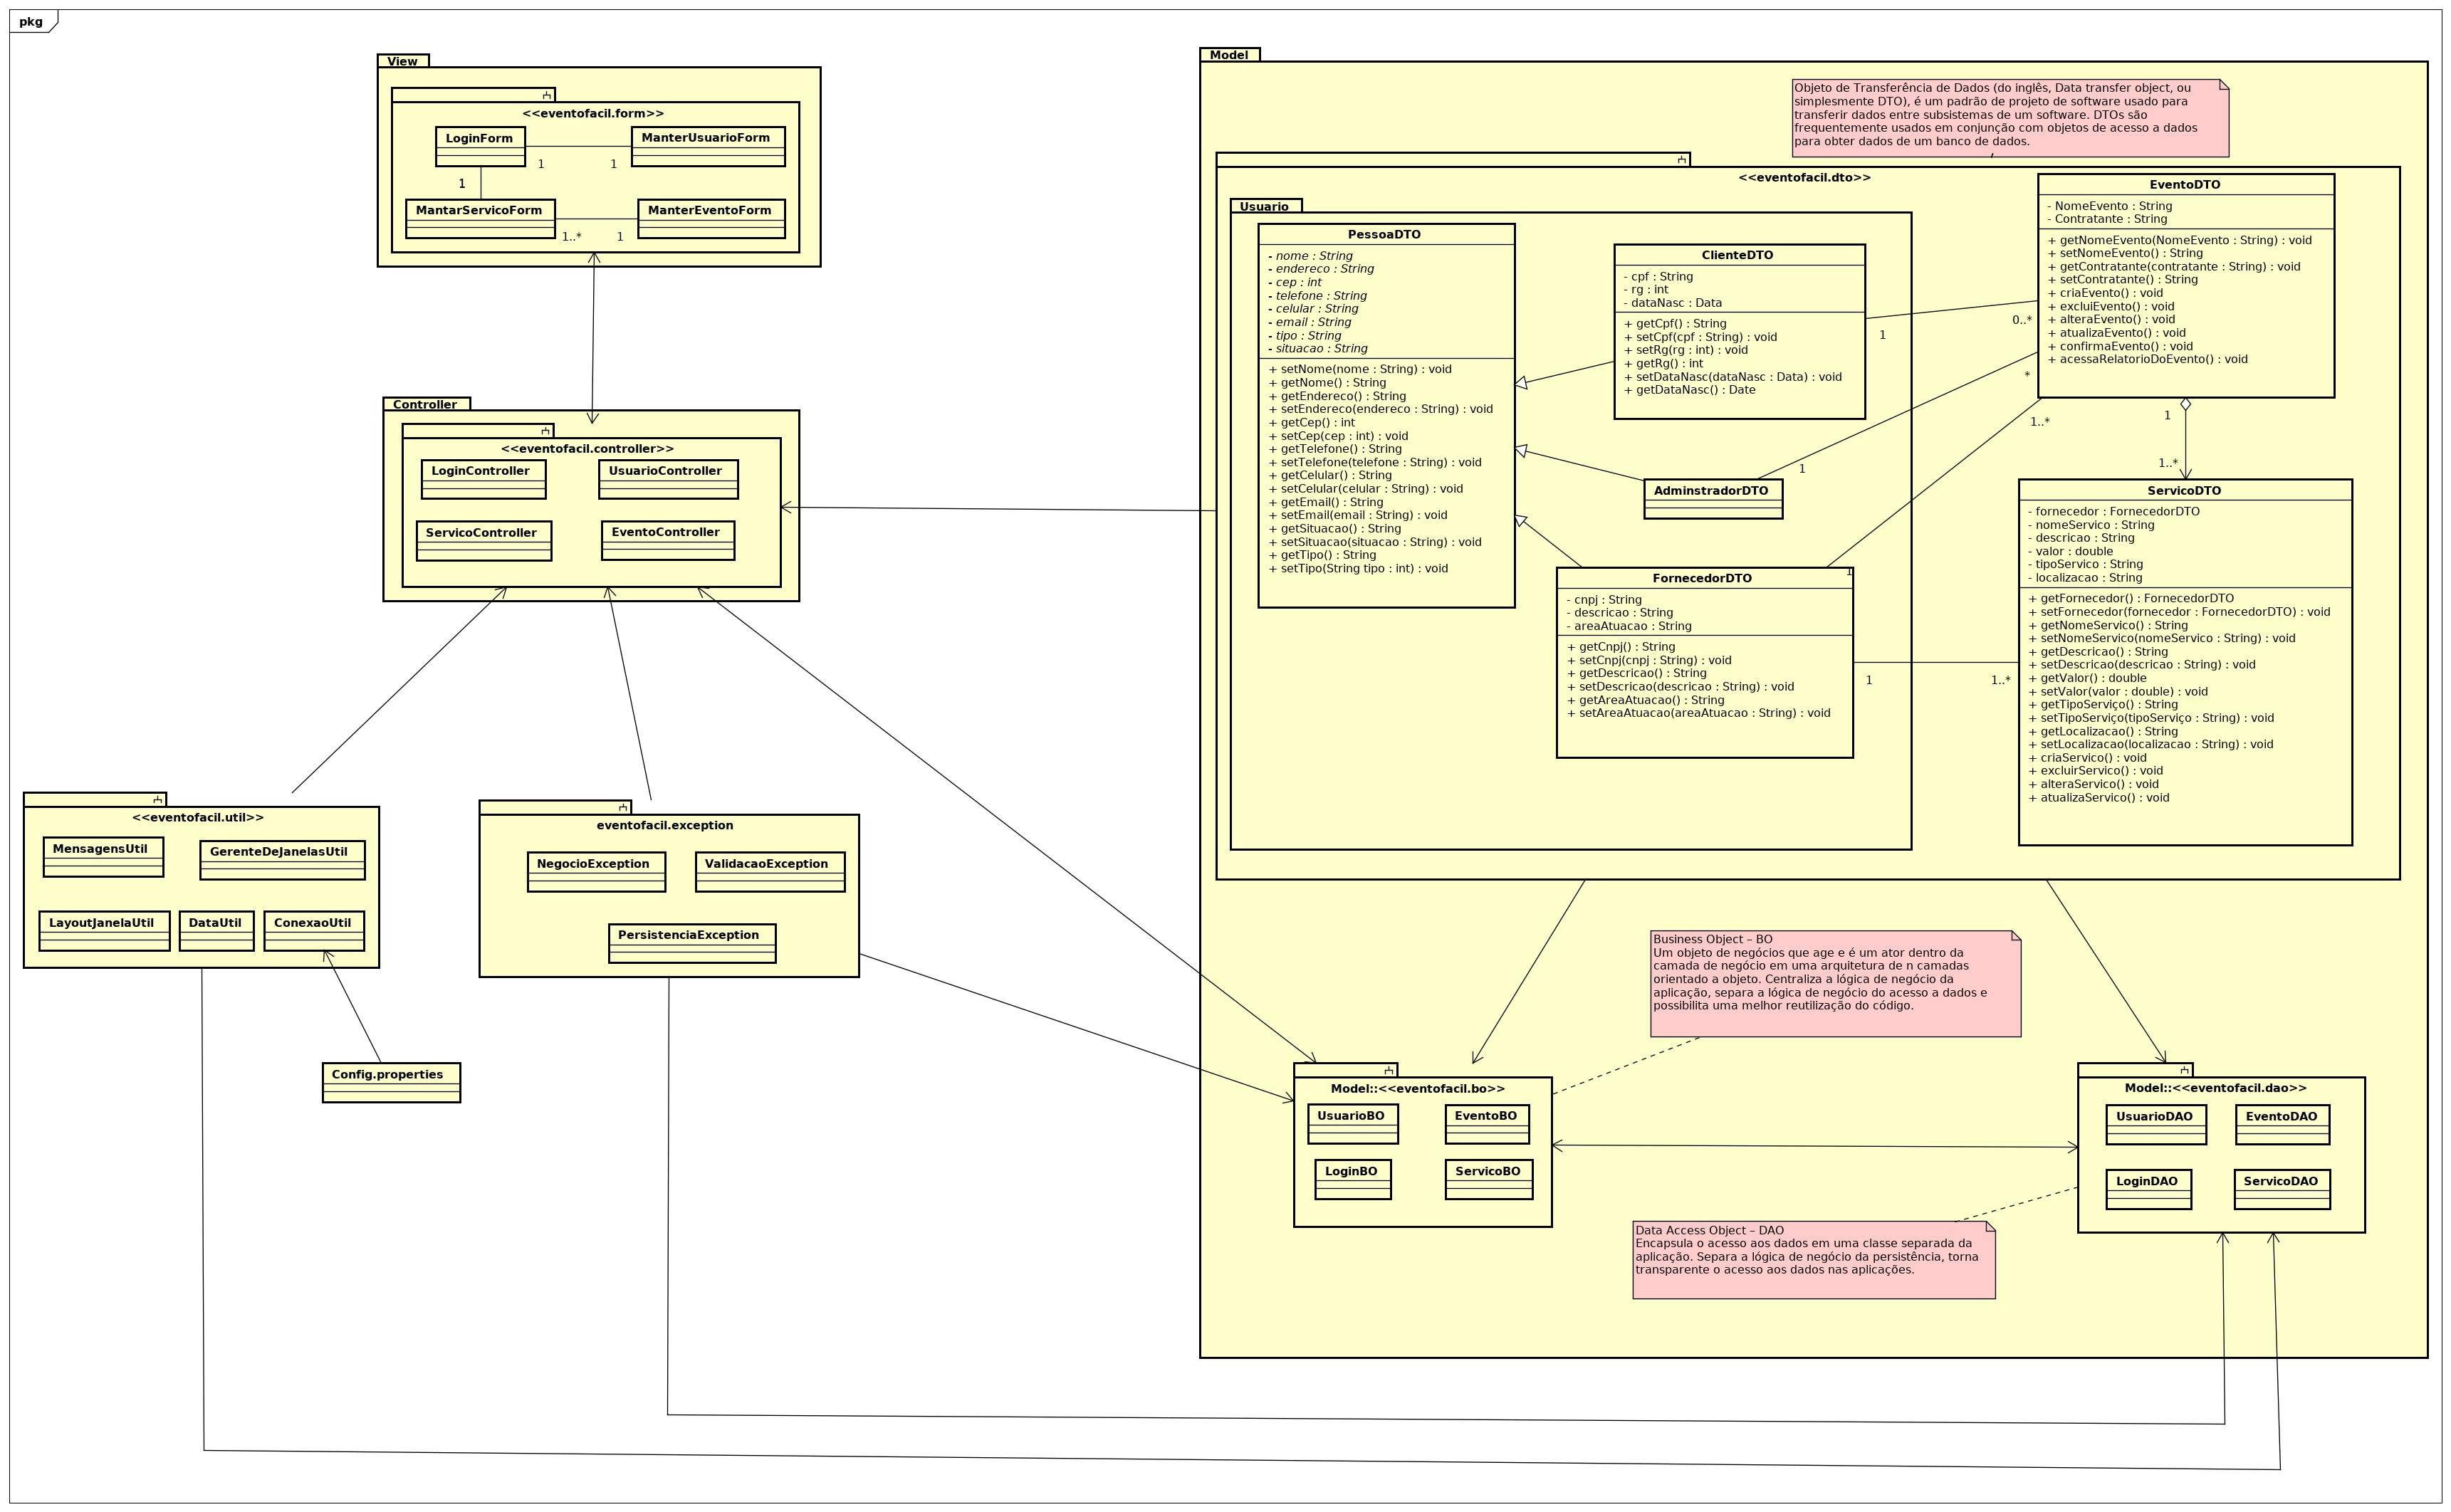 pkg
View
<<eventofacil.form>>
LoginForm
ManterUsuarioForm
1
1
1
MantarServicoForm
ManterEventoForm
1..*
1
Controller
<<eventofacil.controller>>
LoginController
UsuarioController
ServicoController
EventoController
<<eventofacil.util>>
MensagensUtil
GerenteDeJanelasUtil
LayoutJanelaUtil
DataUtil
ConexaoUtil
Config.properties
eventofacil.exception
NegocioException
ValidacaoException
PersistenciaException
Model
Objeto de Transferência de Dados (do inglês, Data transfer object, ou
simplesmente DTO), é um padrão de projeto de software usado para
transferir dados entre subsistemas de um software. DTOs são
frequentemente usados em conjunção com objetos de acesso a dados
para obter dados de um banco de dados.
<<eventofacil.dto>>
Usuario
PessoaDTO
- nome : String
- endereco : String
- cep : int
- telefone : String
- celular : String
- email : String
- tipo : String
- situacao : String
+ setNome(nome : String) : void
+ getNome() : String
+ getEndereco() : String
+ setEndereco(endereco : String) : void
+ getCep() : int
+ setCep(cep : int) : void
+ getTelefone() : String
+ setTelefone(telefone : String) : void
+ getCelular() : String
+ setCelular(celular : String) : void
+ getEmail() : String
+ setEmail(email : String) : void
+ getSituacao() : String
+ setSituacao(situacao : String) : void
+ getTipo() : String
+ setTipo(String tipo : int) : void
ClienteDTO
- cpf : String
- rg : int
- dataNasc : Data
+ getCpf() : String
+ setCpf(cpf : String) : void
+ setRg(rg : int) : void
+ getRg() : int
+ setDataNasc(dataNasc : Data) : void
+ getDataNasc() : Date
1
0..*
AdminstradorDTO
1
*
FornecedorDTO
- cnpj : String
- descricao : String
- areaAtuacao : String
+ getCnpj() : String
+ setCnpj(cnpj : String) : void
+ getDescricao() : String
+ setDescricao(descricao : String) : void
+ getAreaAtuacao() : String
+ setAreaAtuacao(areaAtuacao : String) : void
1
1..*
1
1..*
EventoDTO
- NomeEvento : String
- Contratante : String
+ getNomeEvento(NomeEvento : String) : void
+ setNomeEvento() : String
+ getContratante(contratante : String) : void
+ setContratante() : String
+ criaEvento() : void
+ excluiEvento() : void
+ alteraEvento() : void
+ atualizaEvento() : void
+ confirmaEvento() : void
+ acessaRelatorioDoEvento() : void
1
1..*
ServicoDTO
- fornecedor : FornecedorDTO
- nomeServico : String
- descricao : String
- valor : double
- tipoServico : String
- localizacao : String
+ getFornecedor() : FornecedorDTO
+ setFornecedor(fornecedor : FornecedorDTO) : void
+ getNomeServico() : String
+ setNomeServico(nomeServico : String) : void
+ getDescricao() : String
+ setDescricao(descricao : String) : void
+ getValor() : double
+ setValor(valor : double) : void
+ getTipoServiço() : String
+ setTipoServiço(tipoServiço : String) : void
+ getLocalizacao() : String
+ setLocalizacao(localizacao : String) : void
+ criaServico() : void
+ excluirServico() : void
+ alteraServico() : void
+ atualizaServico() : void
Business Object – BO
Um objeto de negócios que age e é um ator dentro da
camada de negócio em uma arquitetura de n camadas
orientado a objeto. Centraliza a lógica de negócio da
aplicação, separa a lógica de negócio do acesso a dados e
possibilita uma melhor reutilização do código.
Model::<<eventofacil.bo>>
UsuarioBO
EventoBO
LoginBO
ServicoBO
Model::<<eventofacil.dao>>
UsuarioDAO
EventoDAO
LoginDAO
ServicoDAO
Data Access Object – DAO
Encapsula o acesso aos dados em uma classe separada da
aplicação. Separa a lógica de negócio da persistência, torna
transparente o acesso aos dados nas aplicações.